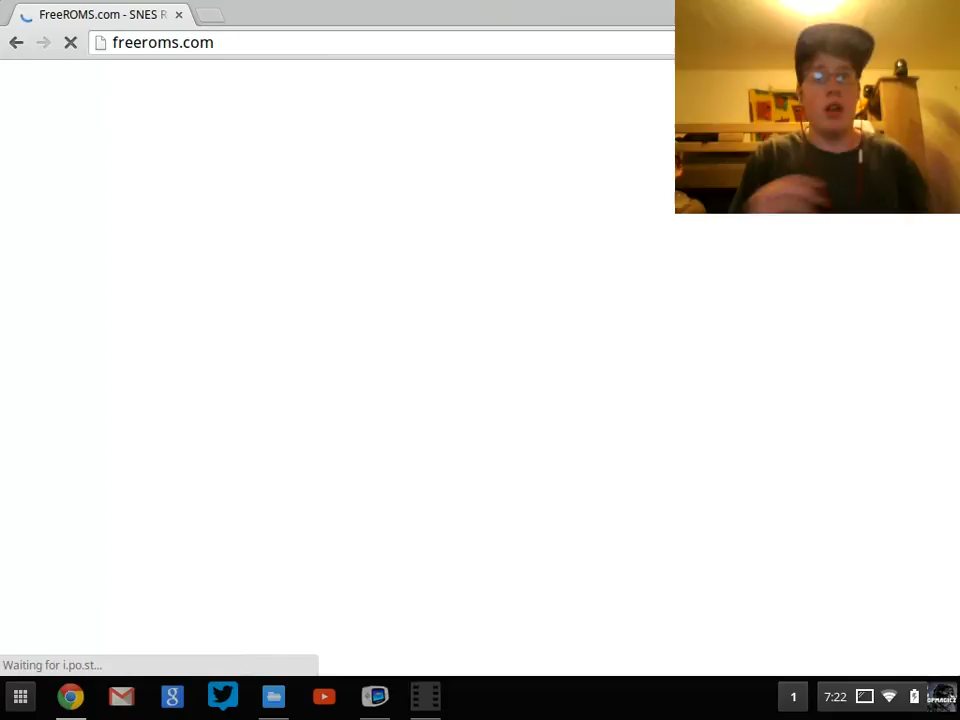 FreeROMS.com - SNES R
freeroms.com
Waiting for i.po.st...
1
7:22